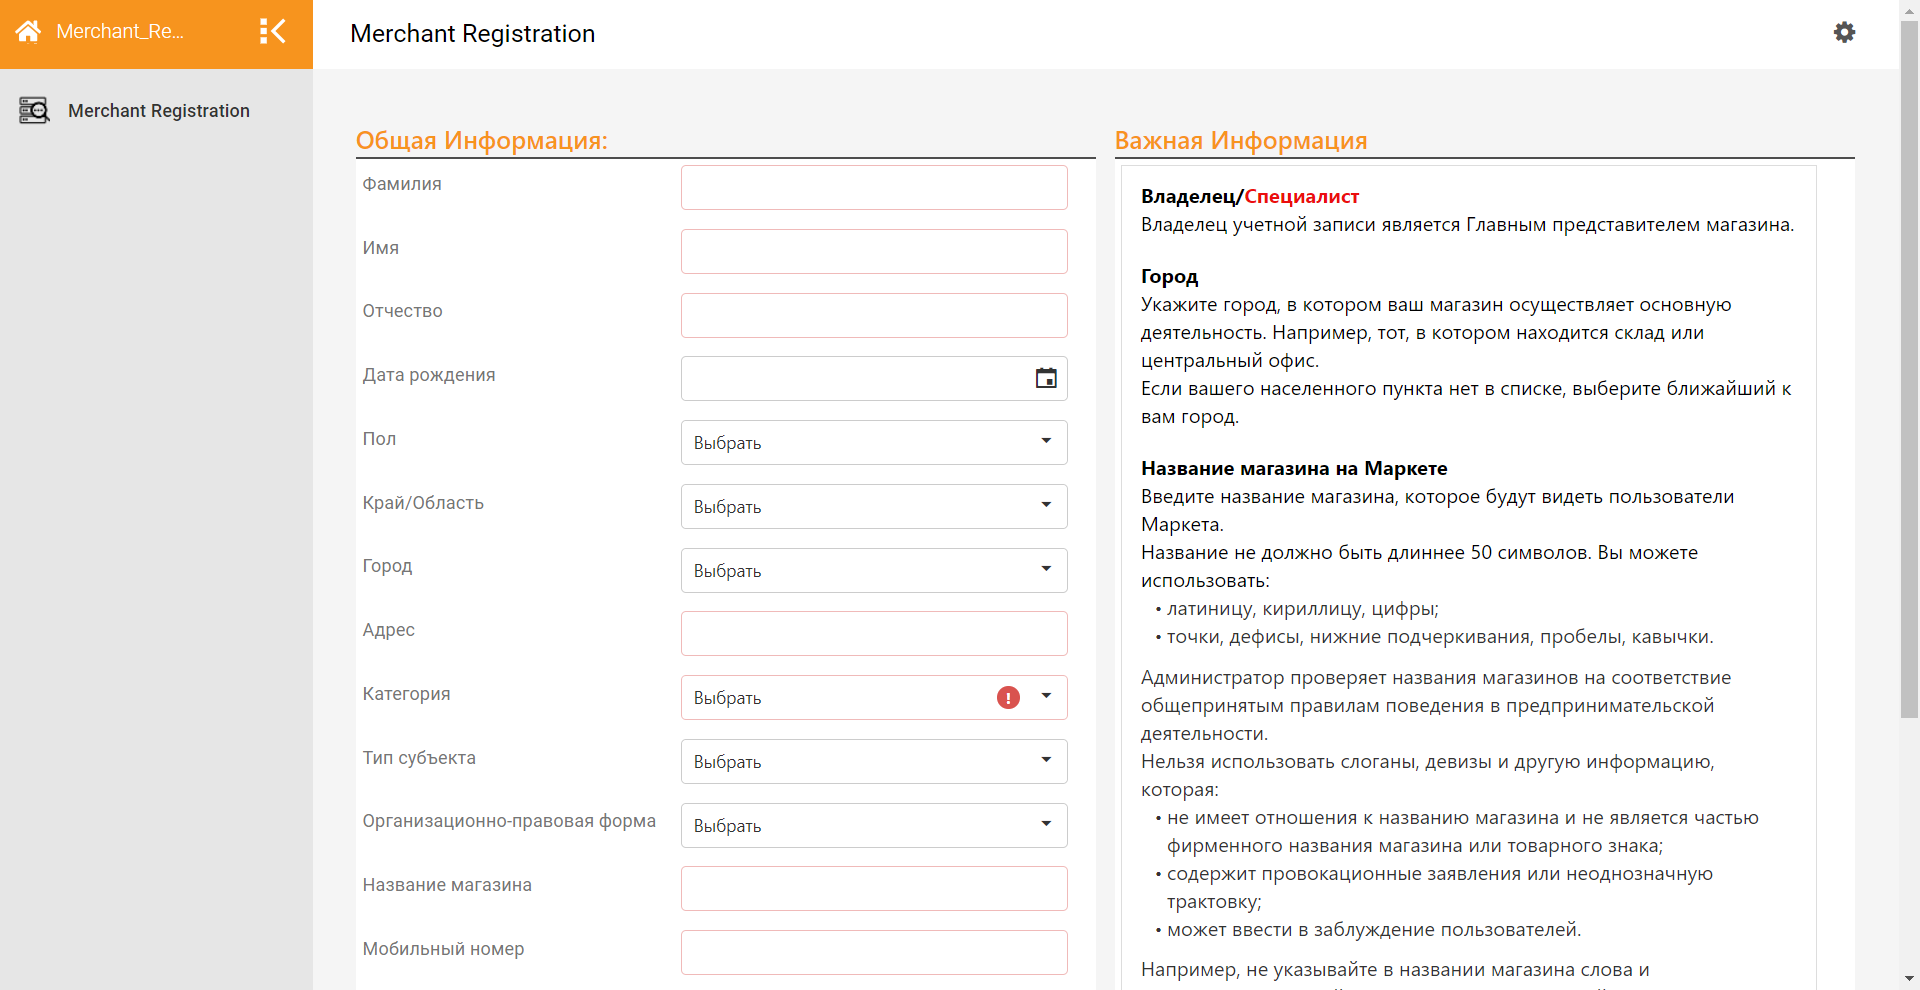 Merchant_Re...
Merchant Registration
Merchant Registration
Общая Информация:
Фамилия
Имя
Отчество
Дата рождения
Пол
Выбрать
Край/Область
Выбрать
Город
Выбрать
Адрес
Категория
Выбрать
Тип субъекта
Выбрать
Организационно-правовая форма
Выбрать
Название магазина
Мобильный номер
Важная Информация
Владелец/Специалист
Владелец учетной записи является Главным представителем магазина.
Город
Укажите город, в котором ваш магазин осуществляет основную
деятельность. Например, тот, в котором находится склад или
центральный офис.
Если вашего населенного пункта нет в списке, выберите ближайший к
вам город.
Название магазина на Маркете
Введите название магазина, которое будут видеть пользователи
Маркета.
Название не должно быть длиннее 50 символов. Вы можете
использовать:
• латиницу, кириллицу, цифры;
• точки, дефисы, нижние подчеркивания, пробелы, кавычки.
Администратор проверяет названия магазинов на соответствие
общепринятым правилам поведения в предпринимательской
деятельности.
Нельзя использовать слоганы, девизы и другую информацию,
которая:
• не имеет отношения к названию магазина и не является частью
фирменного названия магазина или товарного знака;
• содержит провокационные заявления или неоднозначную
трактовку;
• может ввести в заблуждение пользователей.
Например, не указывайте в названии магазина слова и